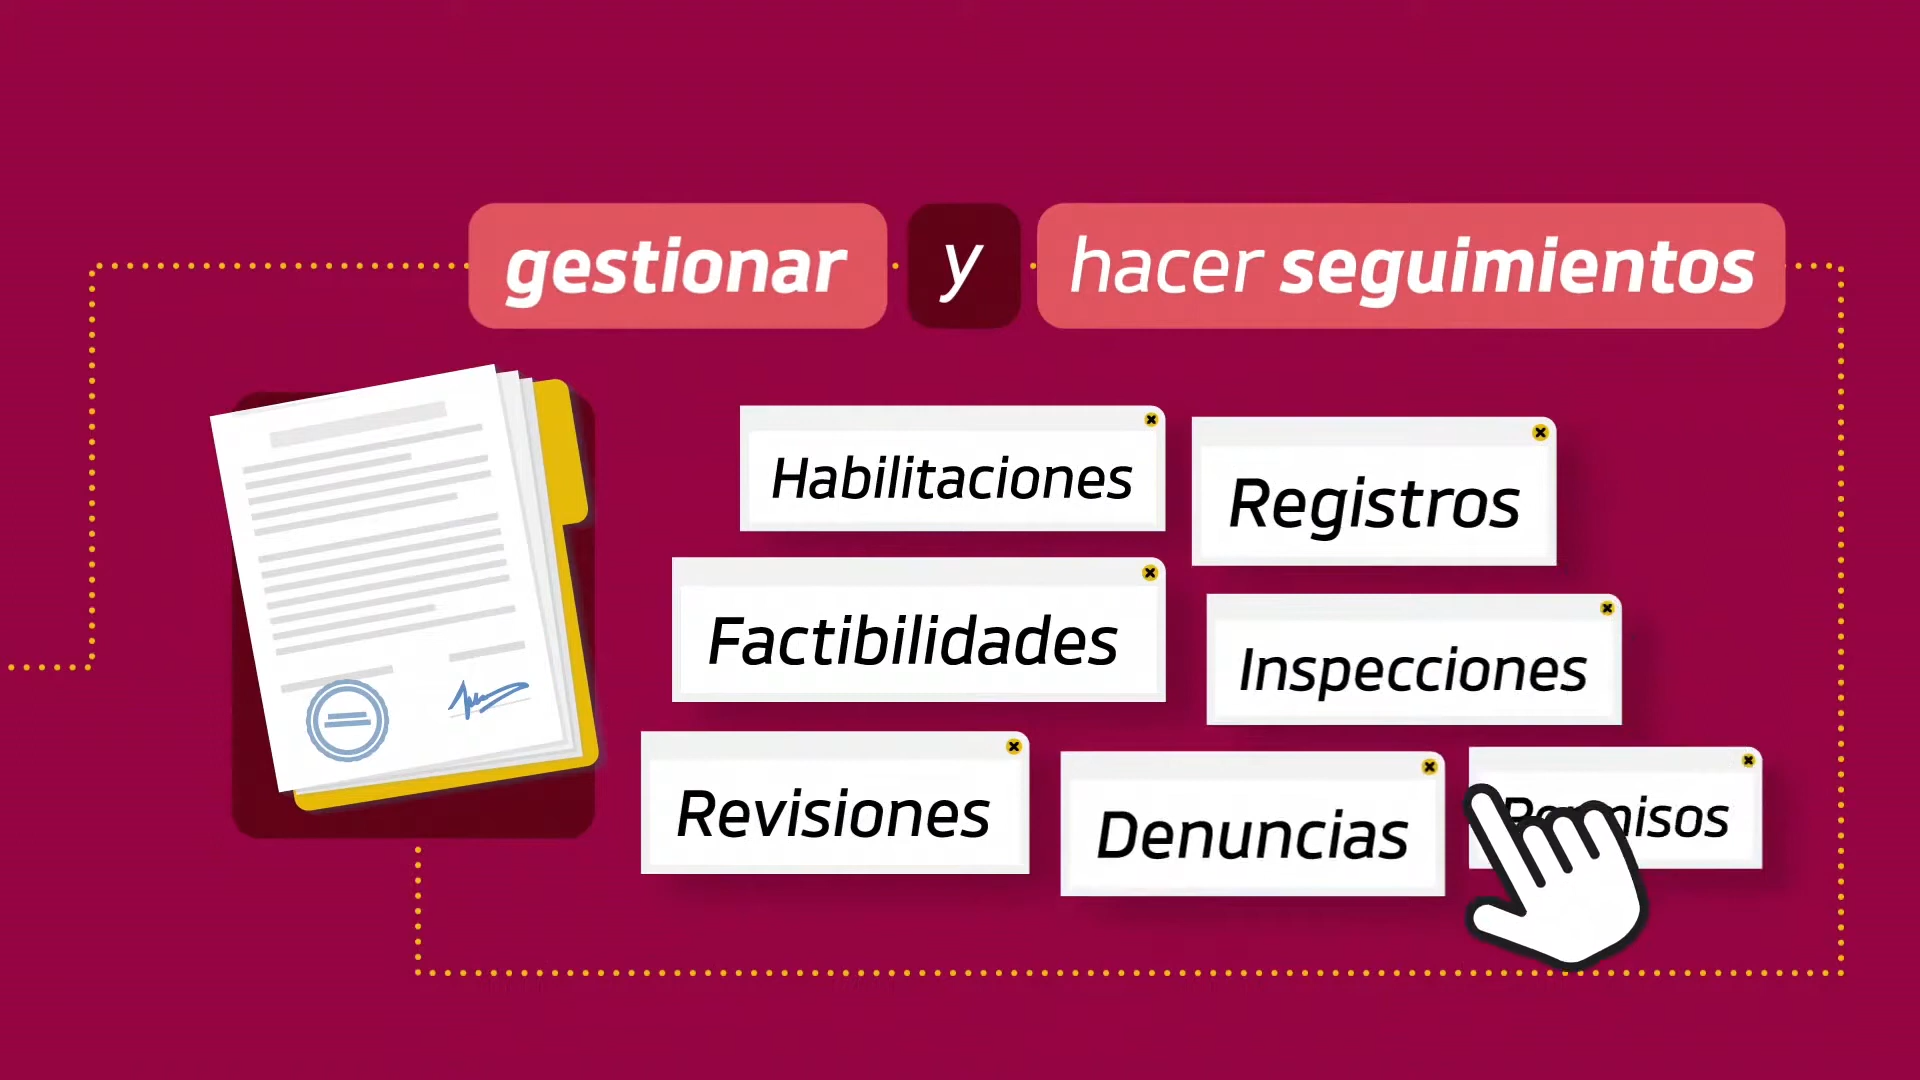 gestionar y hacer seguimientos
Habilitaciones
Registros
Factibilidades
Inspecciones
Revisiones
Denuncias